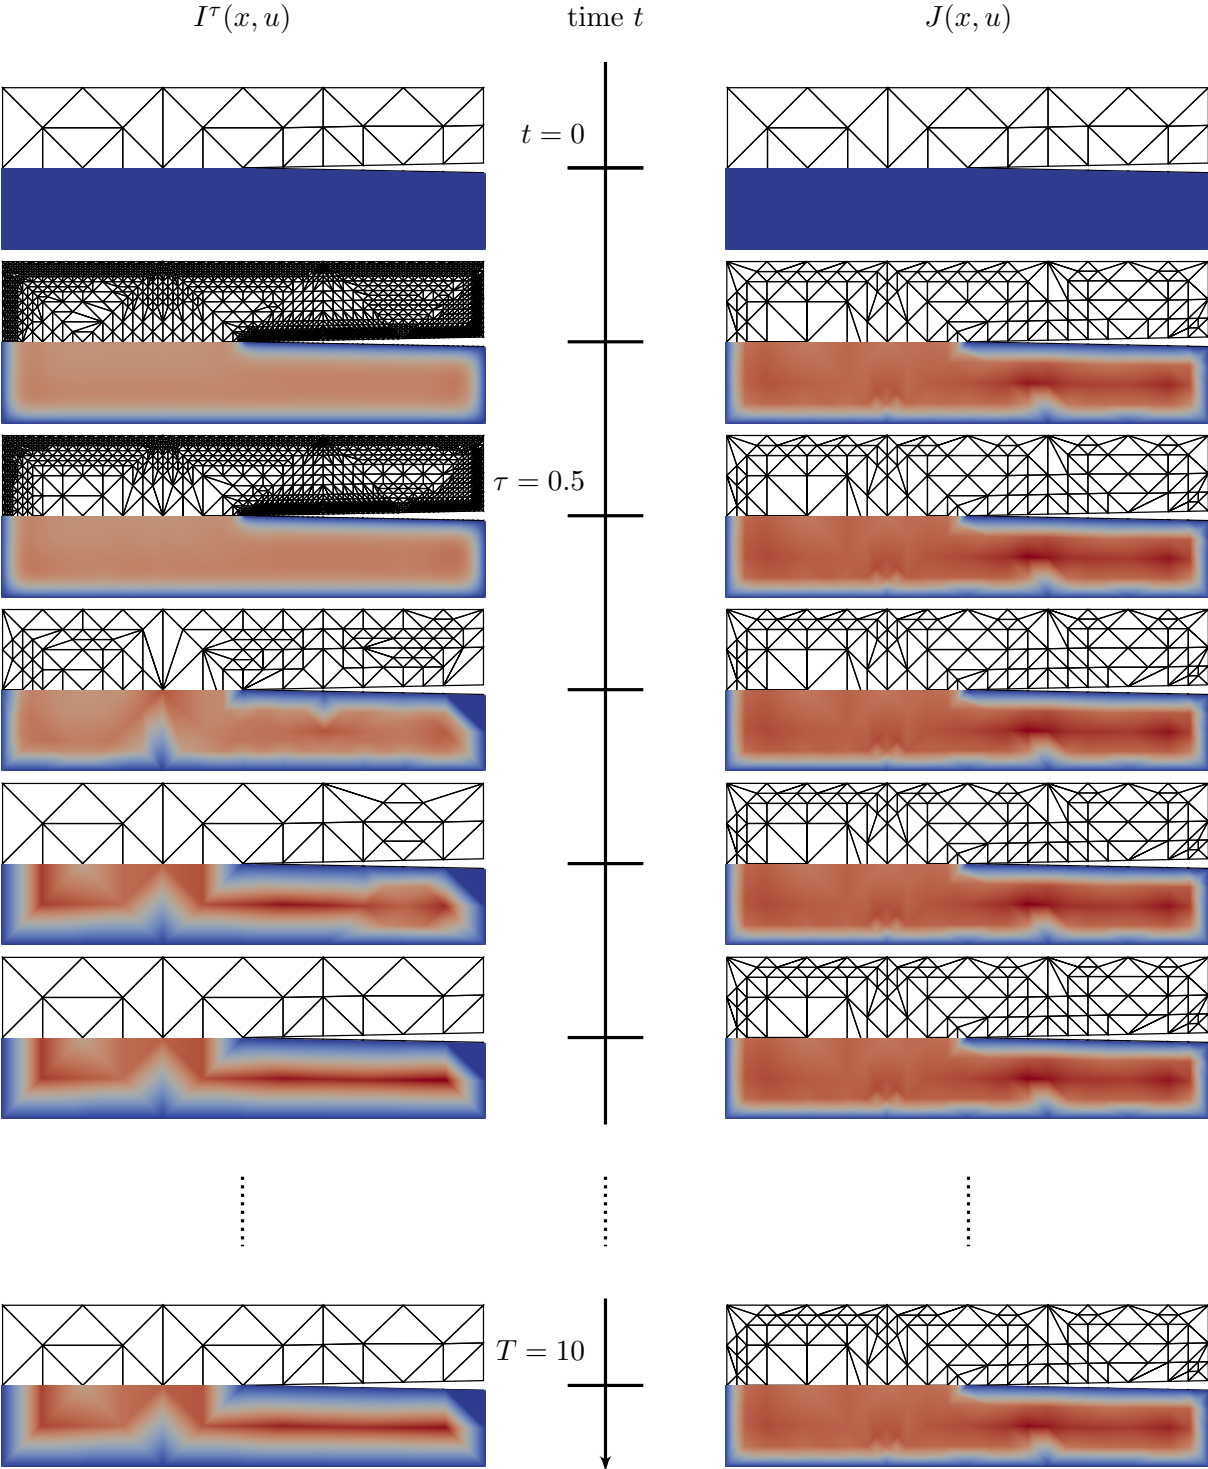 I^τ(x, u) time t J(x, u)
t = 0
τ = 0.5
T = 10